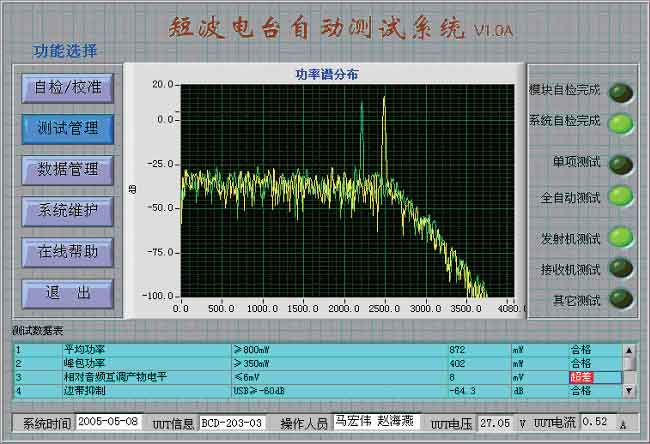 短波电台自动测试系统 V1.0A
功能选择
自检/校准
测试管理
数据管理
系统维护
在线帮助
退 出
功率谱分布
20.0
0.0
-25.0
-50.0
-75.0
-100.0
dB
0.0 500.0 1000.0 1500.0 2000.0 2500.0 3000.0 3500.0 4080.0
模块自检完成
系统自检完成
单项测试
全自动测试
发射机测试
接收机测试
其它测试
测试数据表
1 平均功率 ≥800mW 872 mW 合格
2 峰包功率 >350mW 402 mW 合格
3 相对音频互调产物电平 ≤6mV 8 mV 超差
4 边带抑制 USB≥-60dB -64.3 dB 合格
系统时间 2005-05-08 UUT信息 BCD-203-03 操作人员 马宏伟 赵海燕 UUT电压 27.05 V UUT电流 0.52 A